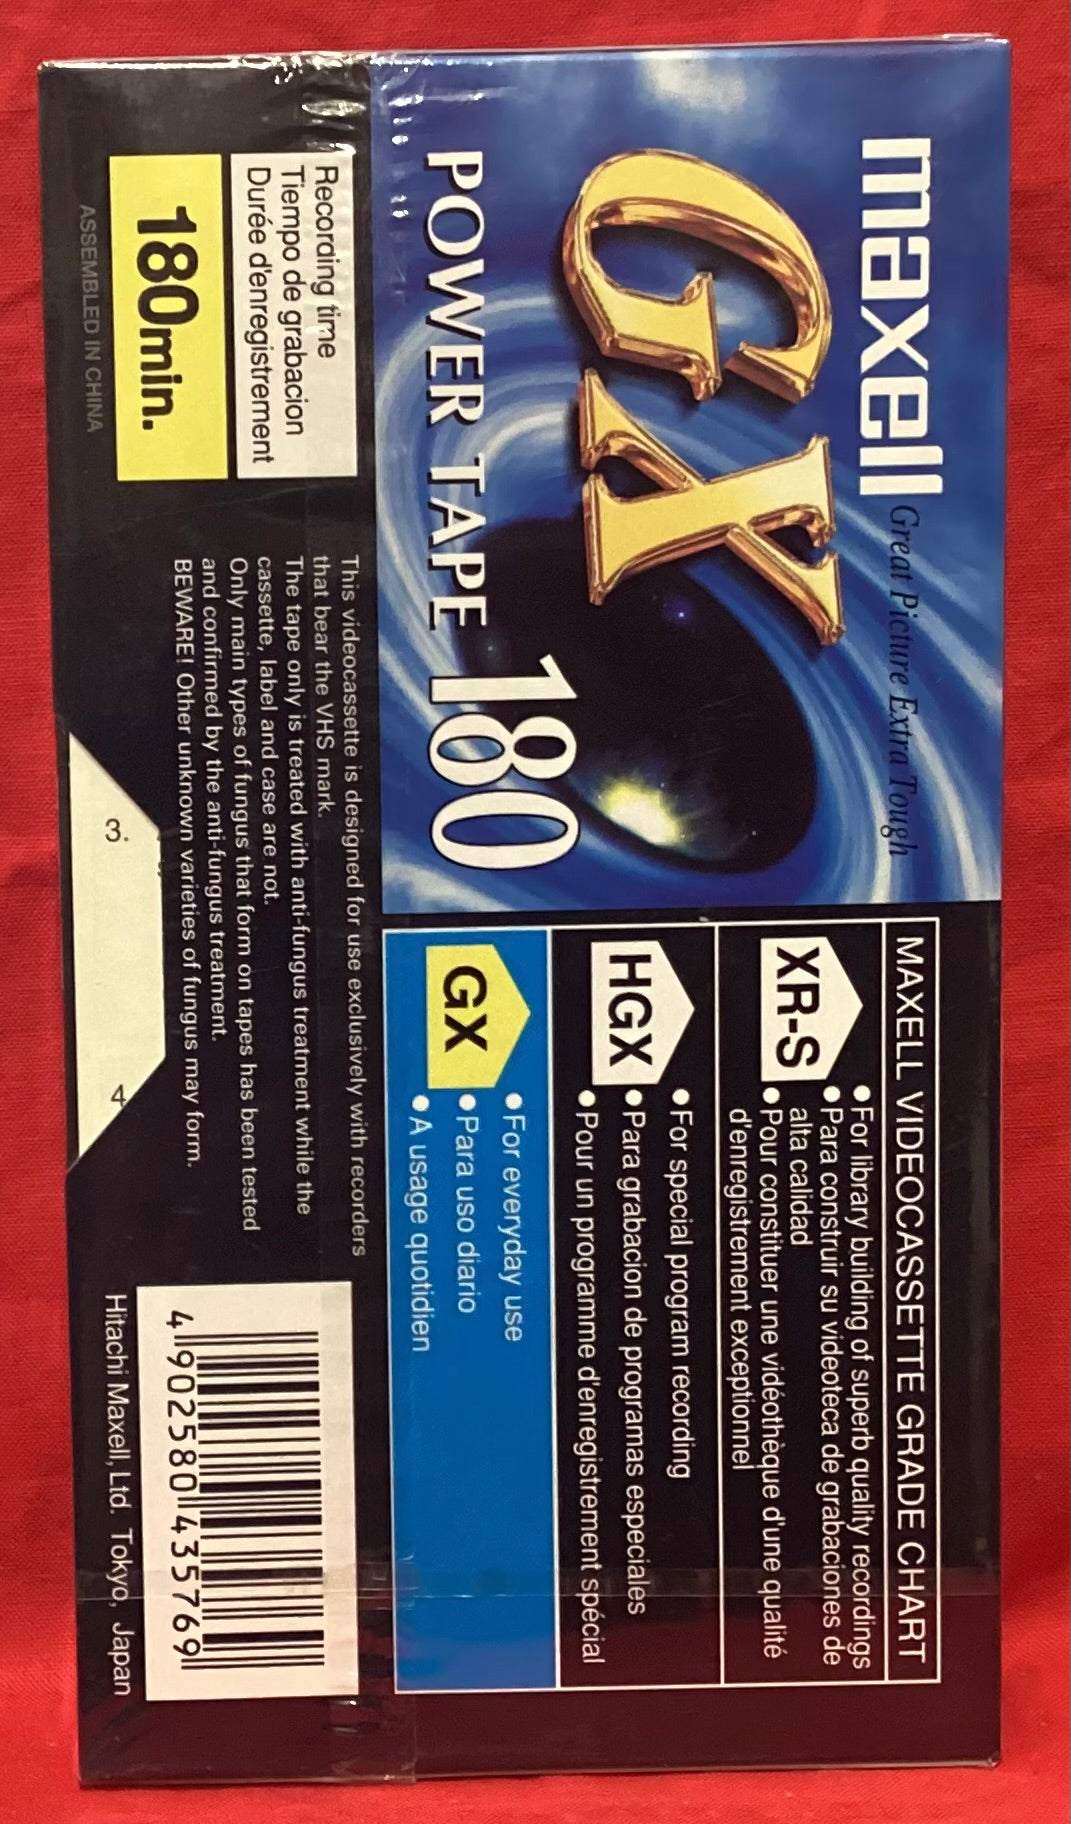 maxell
Great Picture Extra Tough
GX
POWER TAPE 180
MAXELL VIDEOCASSETTE GRADE CHART
XR-S
● For library building of superb quality recordings
● Para construir su videoteca de grabaciones de
alta calidad
● Pour constituer une vidéothèque d'une qualité
d'enregistrement exceptionnel
HGX
● For special program recording
● Para grabacion de programas especiales
● Pour un programme d'enregistrement spécial
GX
● For everyday use
● Para uso diario
● A usage quotidien
Recording time
Tiempo de grabacion
Durée d'enregistrement
180min.
ASSEMBLED IN CHINA
This videocassette is designed for use exclusively with recorders
that bear the VHS mark.
The tape only is treated with anti-fungus treatment while the
cassette, label and case are not.
Only main types of fungus that form on tapes has been tested
and confirmed by the anti-fungus treatment.
BEWARE! Other unknown varieties of fungus may form.
3.
4
4 902580 435769
Hitachi Maxell, Ltd. Tokyo, Japan